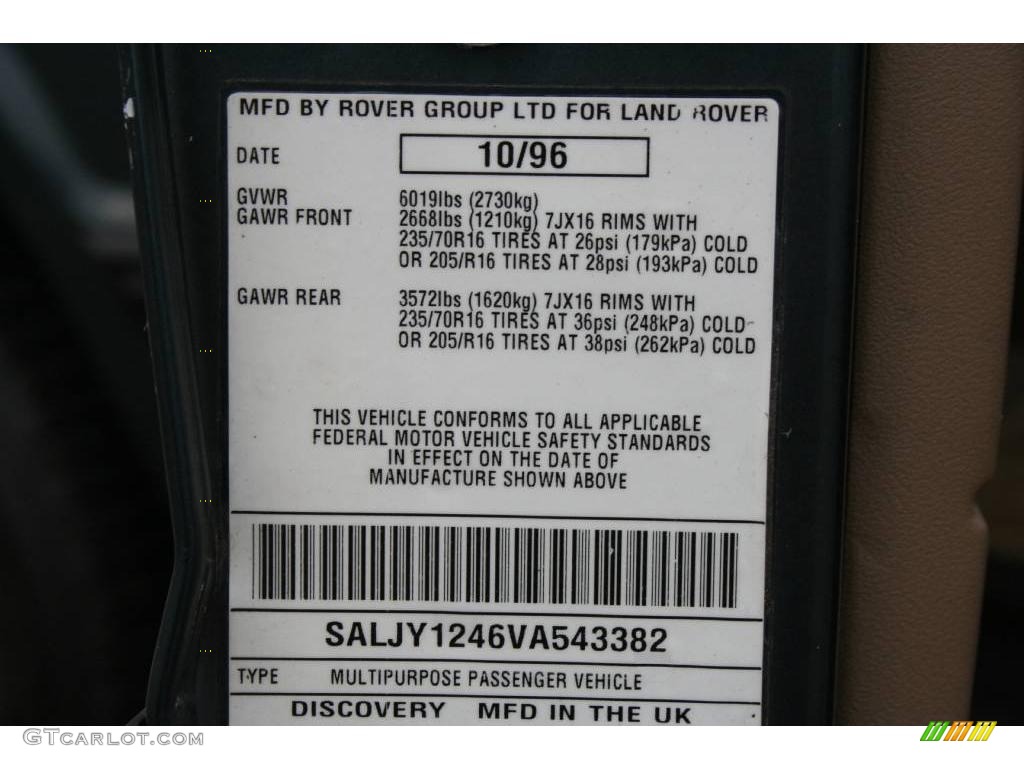 MFD BY ROVER GROUP LTD FOR LAND ROVER
DATE 10/96
GVWR 6019lbs (2730kg)
GAWR FRONT 2668lbs (1210kg) 7JX16 RIMS WITH
235/70R16 TIRES AT 26psi (179kPa) COLD
OR 205/R16 TIRES AT 28psi (193kPa) COLD
GAWR REAR 3572lbs (1620kg) 7JX16 RIMS WITH
235/70R16 TIRES AT 36psi (248kPa) COLD
OR 205/R16 TIRES AT 38psi (262kPa) COLD
THIS VEHICLE CONFORMS TO ALL APPLICABLE
FEDERAL MOTOR VEHICLE SAFETY STANDARDS
IN EFFECT ON THE DATE OF
MANUFACTURE SHOWN ABOVE
SALJY1246VA543382
TYPE MULTIPURPOSE PASSENGER VEHICLE
DISCOVERY MFD IN THE UK
GTCARLOT.COM